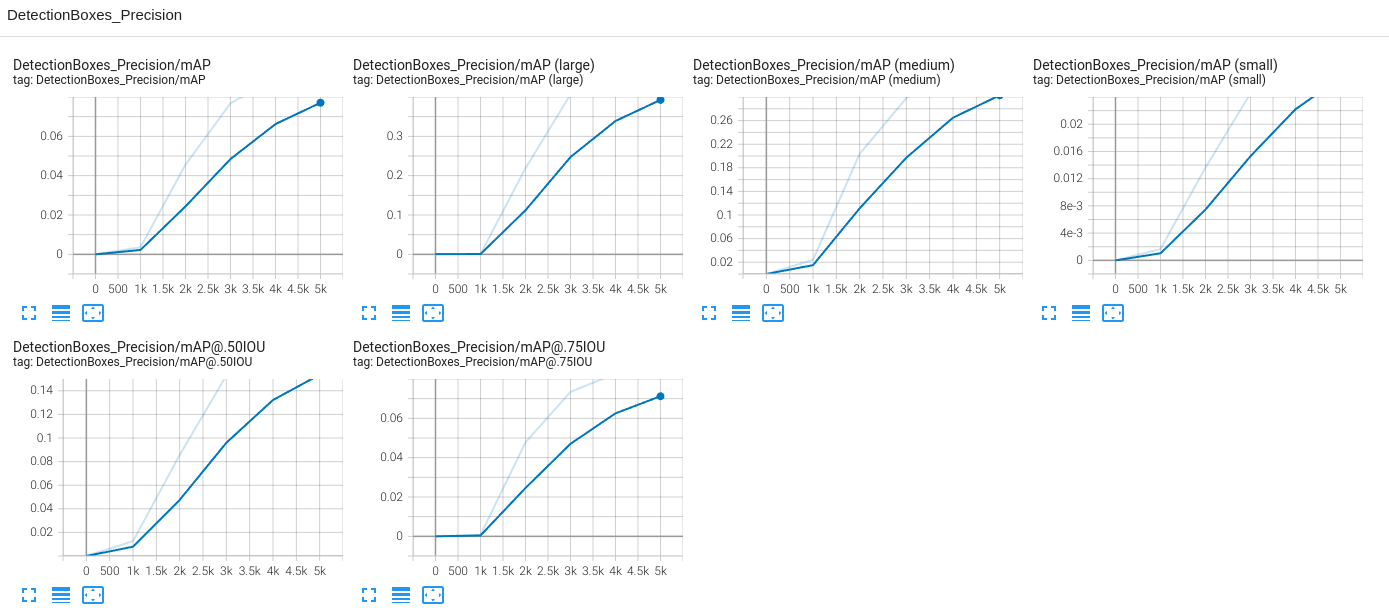 DetectionBoxes_Precision
DetectionBoxes_Precision/mAP
tag: DetectionBoxes_Precision/mAP
0.06
0.04
0.02
0
0 500 1k 1.5k 2k 2.5k 3k 3.5k 4k 4.5k 5k
DetectionBoxes_Precision/mAP (large)
tag: DetectionBoxes_Precision/mAP (large)
0.3
0.2
0.1
0
0 500 1k 1.5k 2k 2.5k 3k 3.5k 4k 4.5k 5k
DetectionBoxes_Precision/mAP (medium)
tag: DetectionBoxes_Precision/mAP (medium)
0.26
0.22
0.18
0.14
0.1
0.06
0.02
0 500 1k 1.5k 2k 2.5k 3k 3.5k 4k 4.5k 5k
DetectionBoxes_Precision/mAP (small)
tag: DetectionBoxes_Precision/mAP (small)
0.02
0.016
0.012
8e-3
4e-3
0
0 500 1k 1.5k 2k 2.5k 3k 3.5k 4k 4.5k 5k
DetectionBoxes_Precision/mAP@.50IOU
tag: DetectionBoxes_Precision/mAP@.50IOU
0.14
0.12
0.1
0.08
0.06
0.04
0.02
0 500 1k 1.5k 2k 2.5k 3k 3.5k 4k 4.5k 5k
DetectionBoxes_Precision/mAP@.75IOU
tag: DetectionBoxes_Precision/mAP@.75IOU
0.06
0.04
0.02
0
0 500 1k 1.5k 2k 2.5k 3k 3.5k 4k 4.5k 5k